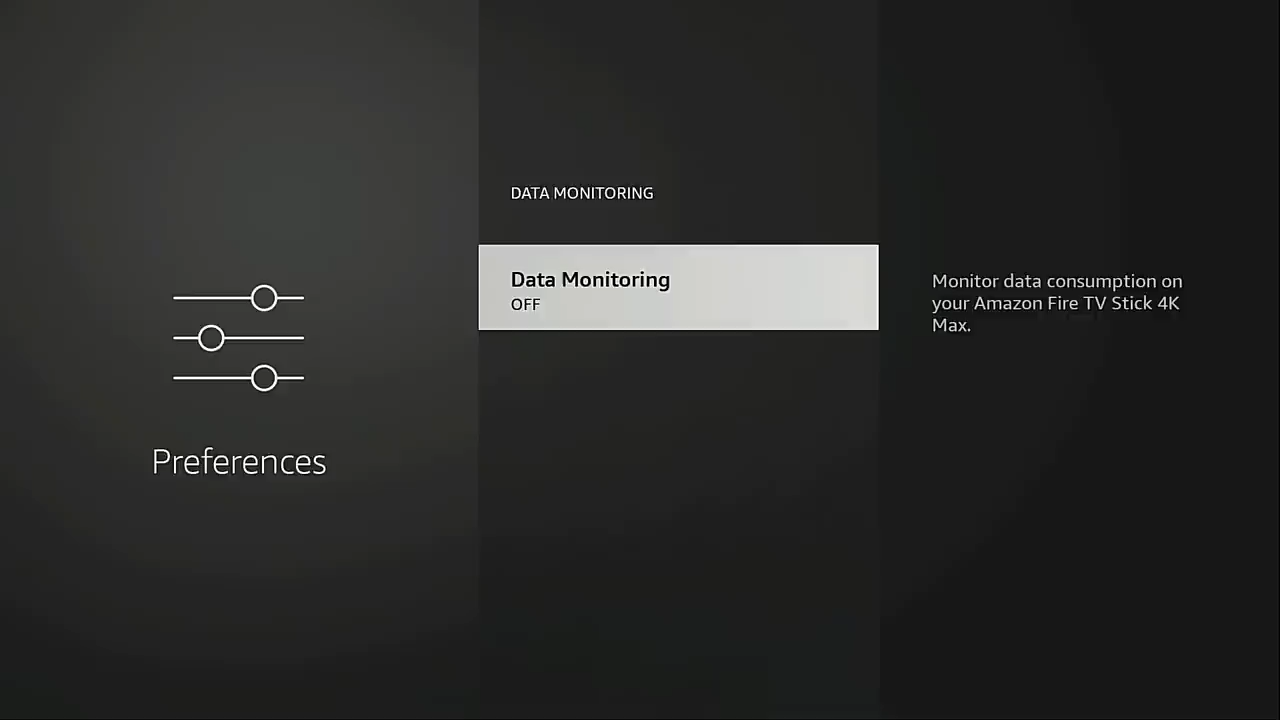 DATA MONITORING
Data Monitoring
OFF
Monitor data consumption on
your Amazon Fire TV Stick 4K
Max.
Preferences